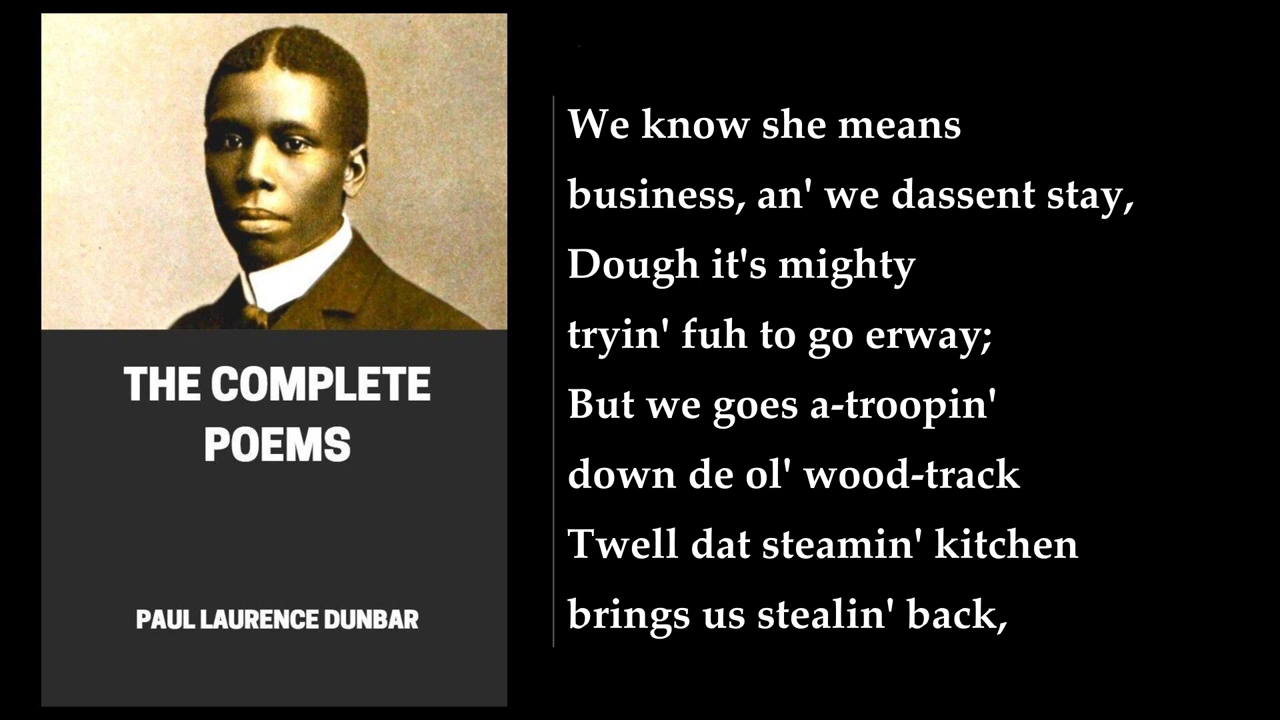 THE COMPLETE
POEMS
PAUL LAURENCE DUNBAR
We know she means
business, an' we dassent stay,
Dough it's mighty
tryin' fuh to go erway;
But we goes a-troopin'
down de ol' wood-track
Twell dat steamin' kitchen
brings us stealin' back,